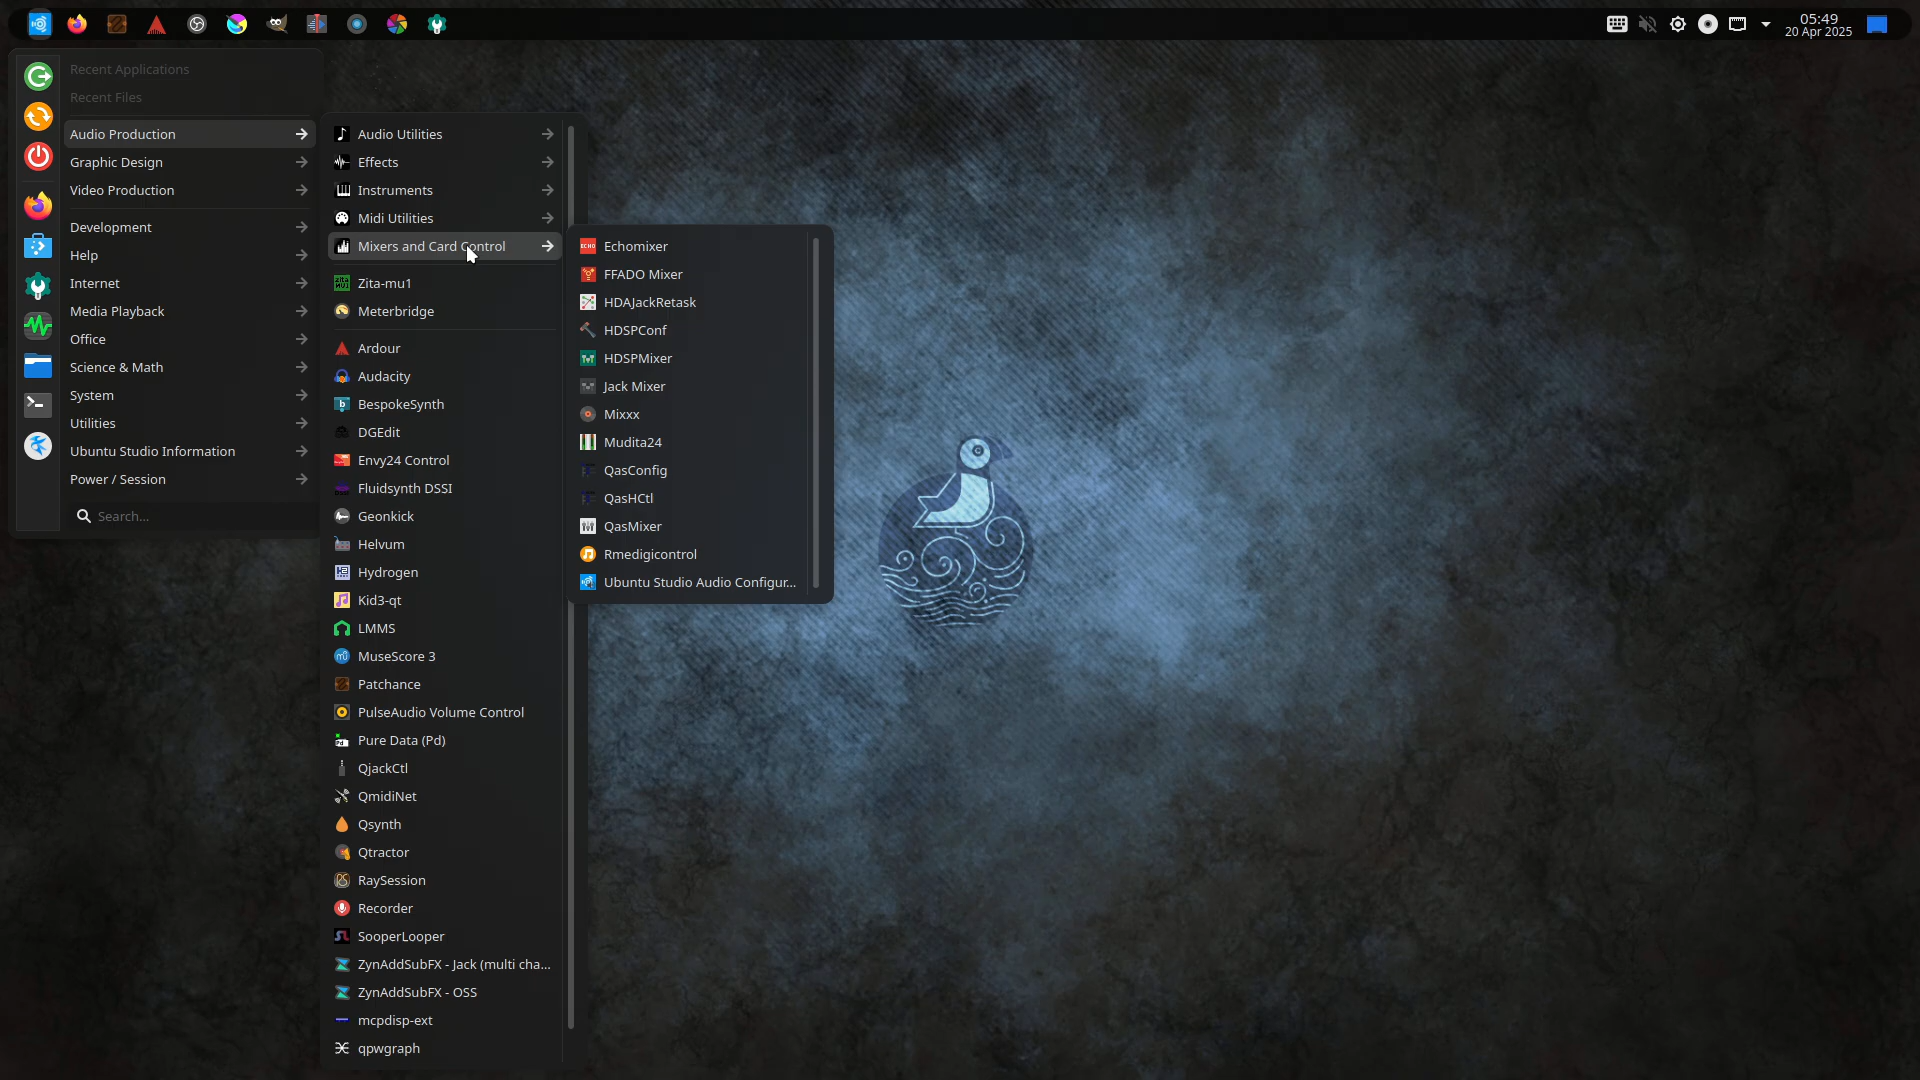 05:49
20 Apr 2025
Recent Applications
Recent Files
Audio Production
Graphic Design
Video Production
Development
Help
Internet
Media Playback
Office
Science & Math
System
Utilities
Ubuntu Studio Information
Power / Session
Search...
Audio Utilities
Effects
Instruments
Midi Utilities
Mixers and Card Control
Zita-mu1
Meterbridge
Ardour
Audacity
BespokeSynth
DGEdit
Envy24 Control
Fluidsynth DSSI
Geonkick
Helvum
Hydrogen
Kid3-qt
LMMS
MuseScore 3
Patchance
PulseAudio Volume Control
Pure Data (Pd)
QjackCtl
QmidiNet
Qsynth
Qtractor
RaySession
Recorder
SooperLooper
ZynAddSubFX - Jack (multi cha...
ZynAddSubFX - OSS
mcpdisp-ext
qpwgraph
Echomixer
FFADO Mixer
HDAJackRetask
HDSPConf
HDSPMixer
Jack Mixer
Mixxx
Mudita24
QasConfig
QasHCtl
QasMixer
Rmedigicontrol
Ubuntu Studio Audio Configur...